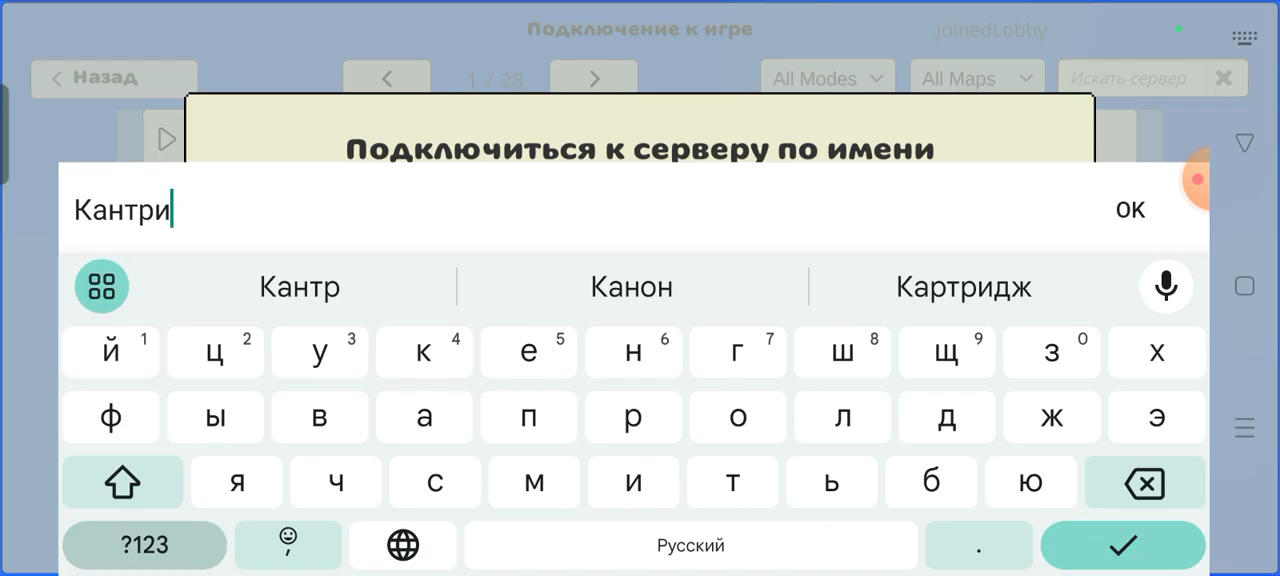 Подключение к игре
JoinedLobby
Назад
1 / 28
All Modes
All Maps
Искать сервер
Подключиться к серверу по имени
Кантри
OK
Кантр
Канон
Картридж
й 1 ц 2 у 3 к 4 е 5 н 6 г 7 ш 8 щ 9 з 0 х
ф ы в а п р о л д ж э
я ч с м и т ь б ю
?123 , Русский .